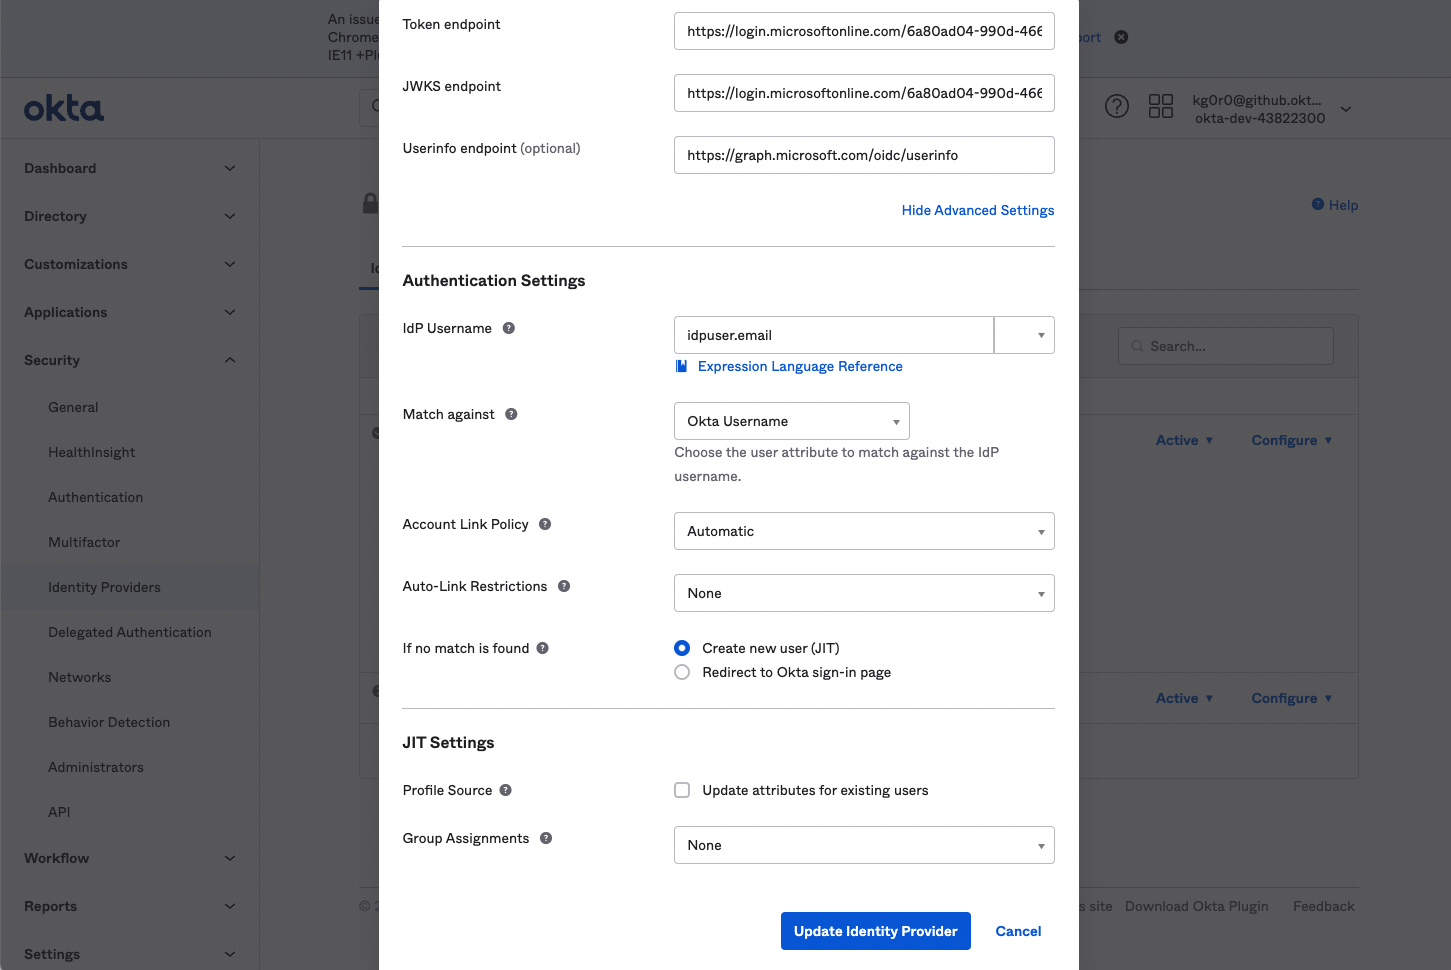 An issue
Chrome
IE11 +Pl
port
okta
kg0r0@github.okt...
okta-dev-43822300
Dashboard
Directory
Customizations
Applications
Security
General
HealthInsight
Authentication
Multifactor
Identity Providers
Delegated Authentication
Networks
Behavior Detection
Administrators
API
Workflow
Reports
Settings
Help
Search...
Active
Configure
Active
Configure
s site Download Okta Plugin Feedback
Token endpoint
https://login.microsoftonline.com/6a80ad04-990d-466
JWKS endpoint
https://login.microsoftonline.com/6a80ad04-990d-466
Userinfo endpoint (optional)
https://graph.microsoft.com/oidc/userinfo
Hide Advanced Settings
Authentication Settings
IdP Username
idpuser.email
Expression Language Reference
Match against
Okta Username
Choose the user attribute to match against the IdP
username.
Account Link Policy
Automatic
Auto-Link Restrictions
None
If no match is found
Create new user (JIT)
Redirect to Okta sign-in page
JIT Settings
Profile Source
Update attributes for existing users
Group Assignments
None
Update Identity Provider
Cancel